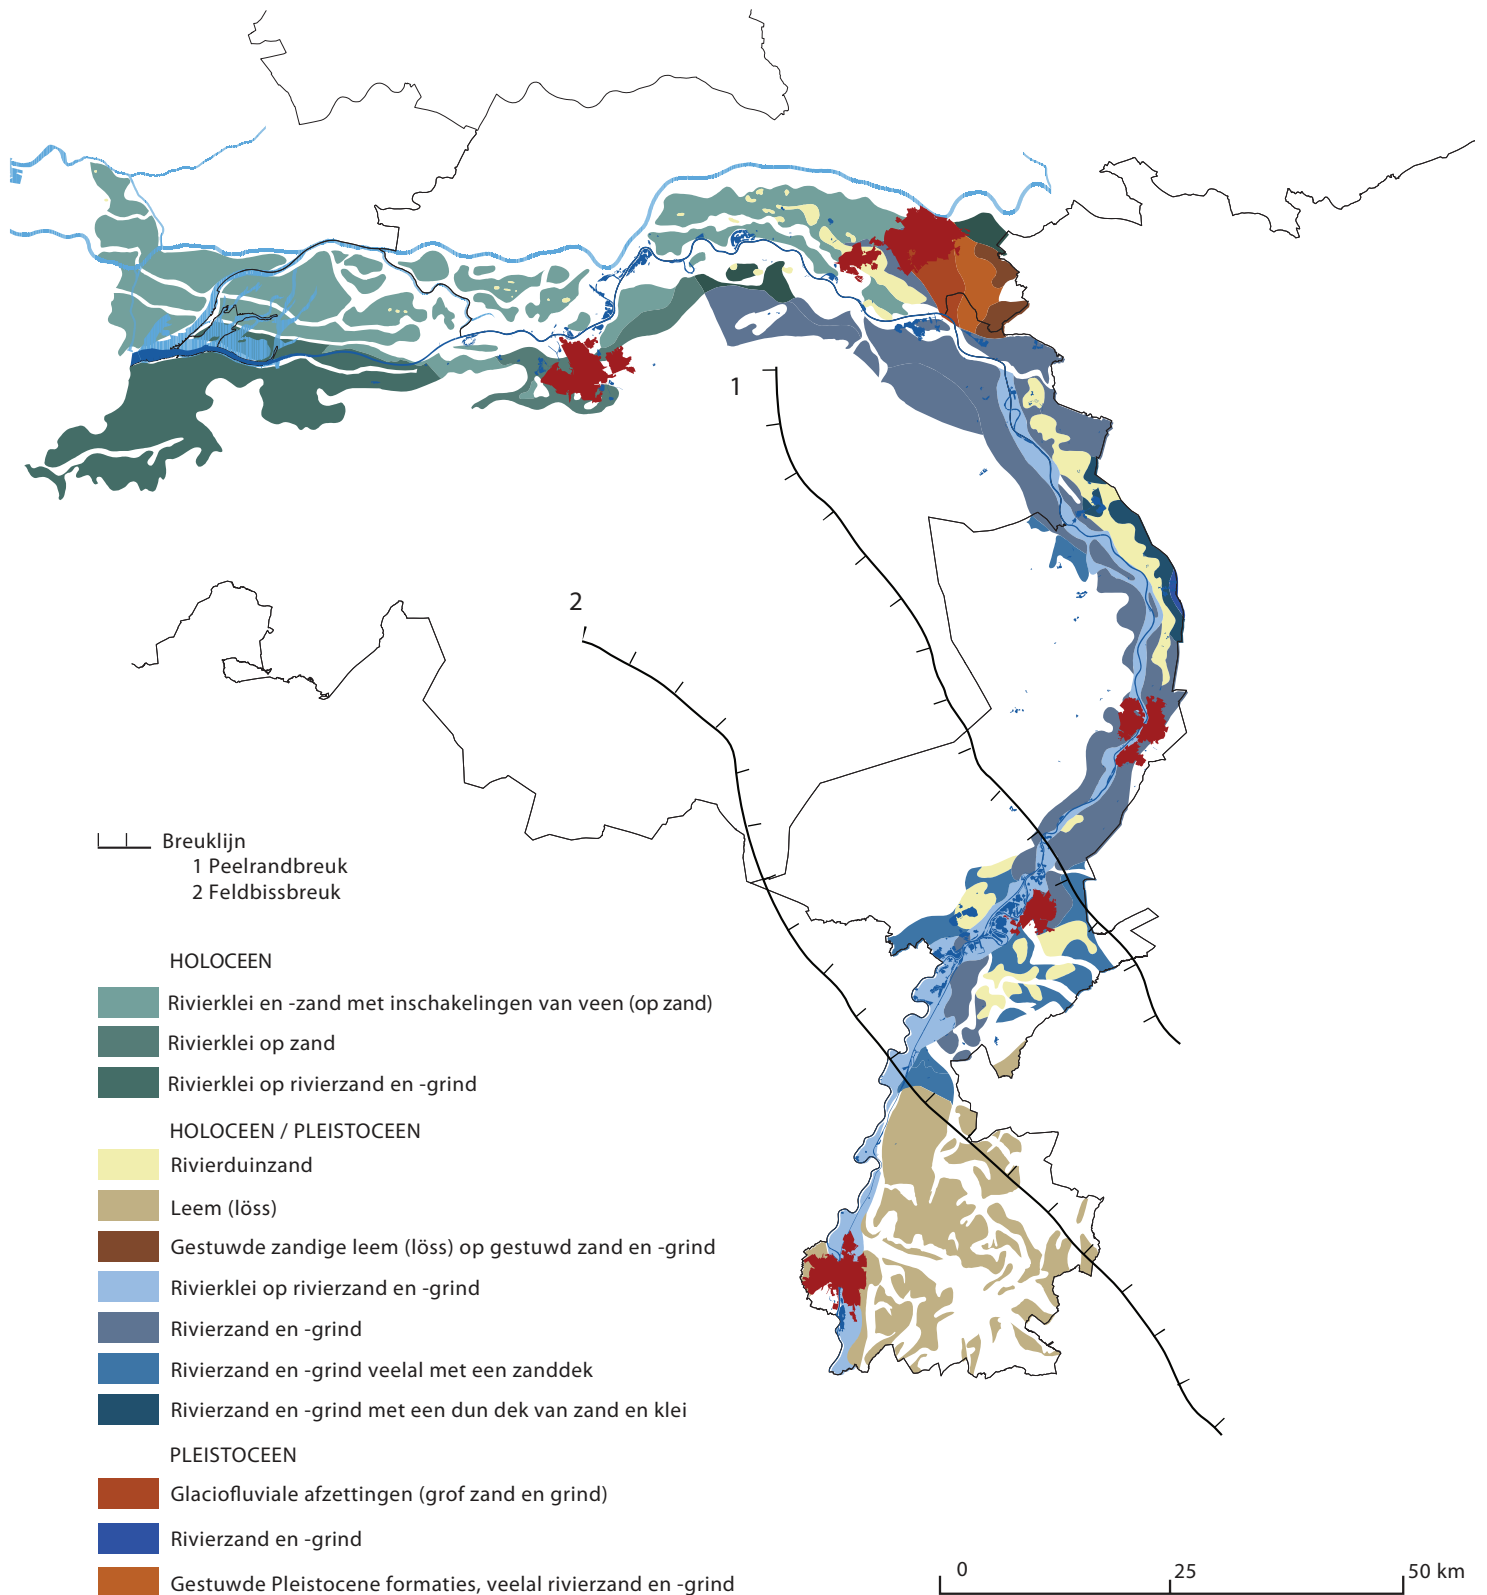 1
2
Breuklijn
1 Peelrandbreuk
2 Feldbissbreuk
HOLOCEEN
Rivierklei en -zand met inschakelingen van veen (op zand)
Rivierklei op zand
Rivierklei op rivierzand en -grind
HOLOCEEN / PLEISTOCEEN
Rivierduinzand
Leem (löss)
Gestuwde zandige leem (löss) op gestuwd zand en -grind
Rivierklei op rivierzand en -grind
Rivierzand en -grind
Rivierzand en -grind veelal met een zanddek
Rivierzand en -grind met een dun dek van zand en klei
PLEISTOCEEN
Glaciofluviale afzettingen (grof zand en grind)
Rivierzand en -grind
Gestuwde Pleistocene formaties, veelal rivierzand en -grind
0 25 50 km